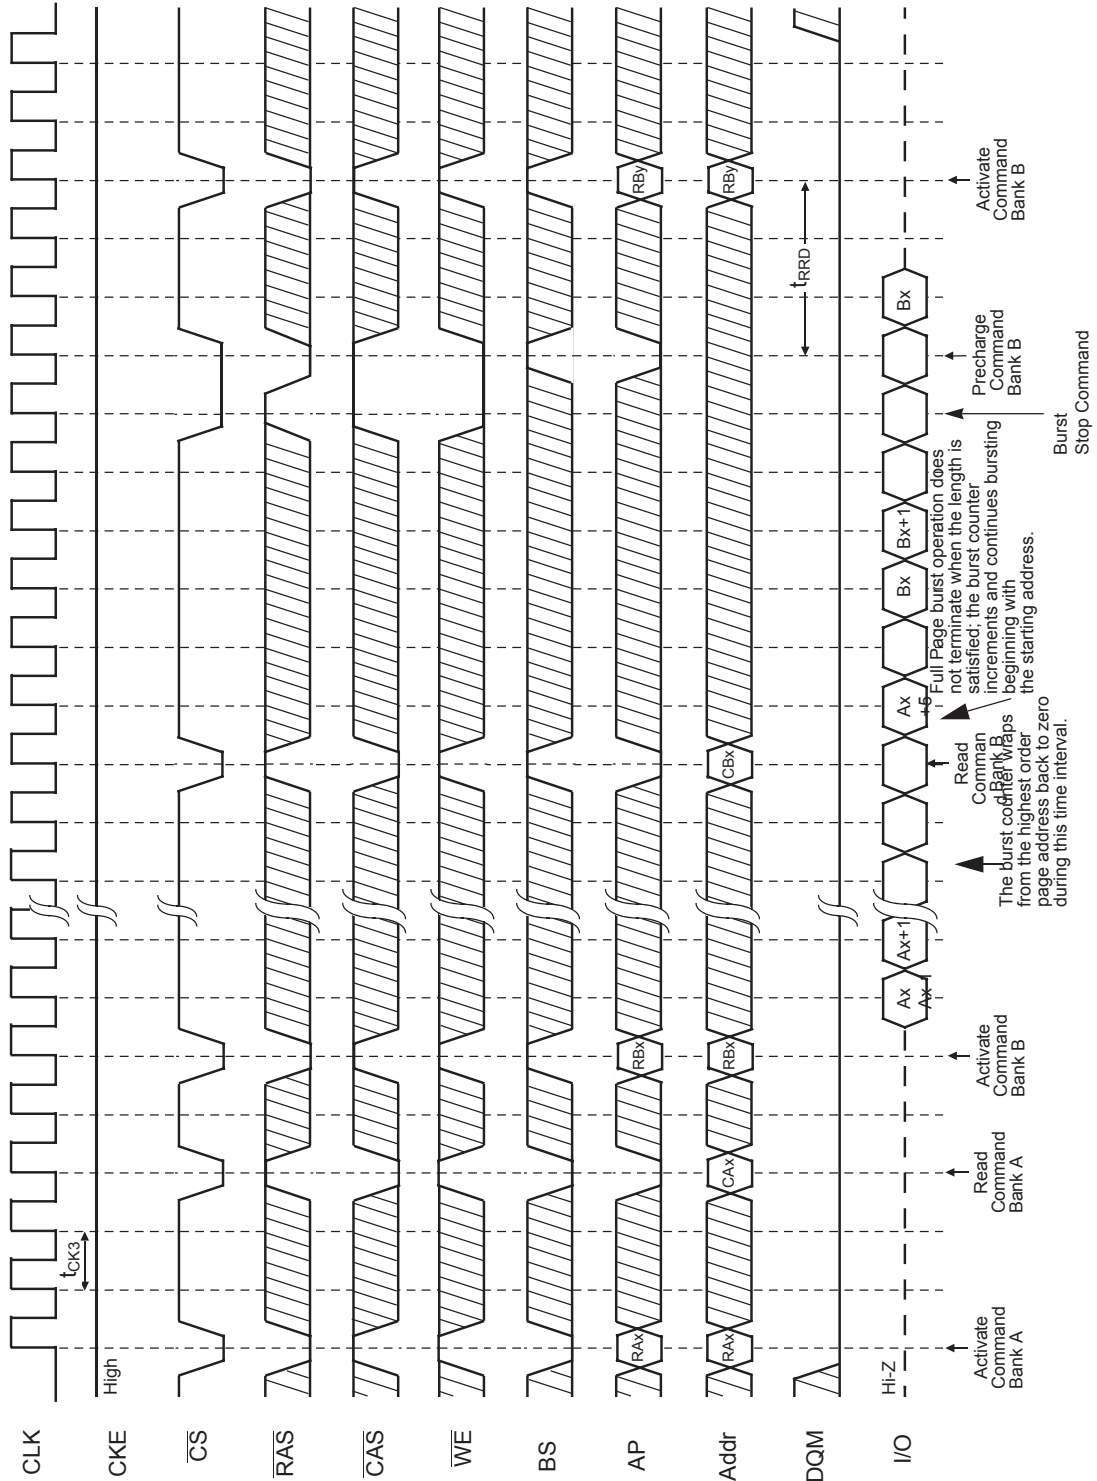 CLK
CKE
CS
RAS
CAS
WE
BS
AP
Addr
DQM
I/O
tCK3
High
RAx
RBx
RBy
RAx
CAx
RBx
CBx
RBy
tRRD
Hi-Z
Ax
Ax-1
Ax+1
Ax
+5
Bx
Bx+1
Bx
Activate
Command
Bank A
Read
Command
Bank A
Activate
Command
Bank B
The burst counter wraps
from the highest order
page address back to zero
during this time interval.
Read
Comman
d Bank B
Full Page burst operation does
not terminate when the length is
satisfied; the burst counter
increments and continues bursting
beginning with
the starting address.
Burst
Stop Command
Precharge
Command
Bank B
Activate
Command
Bank B